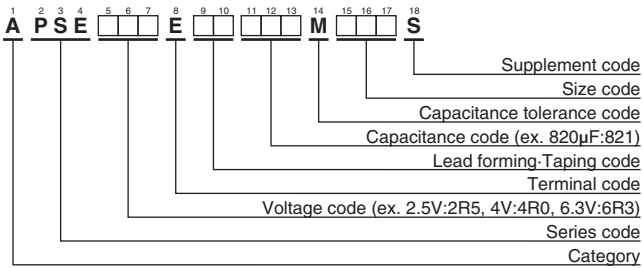 1 2 3 4 5 6 7 8 9 10 11 12 13 14 15 16 17 18
A P S E E M S
Supplement code
Size code
Capacitance tolerance code
Capacitance code (ex. 820µF:821)
Lead forming·Taping code
Terminal code
Voltage code (ex. 2.5V:2R5, 4V:4R0, 6.3V:6R3)
Series code
Category